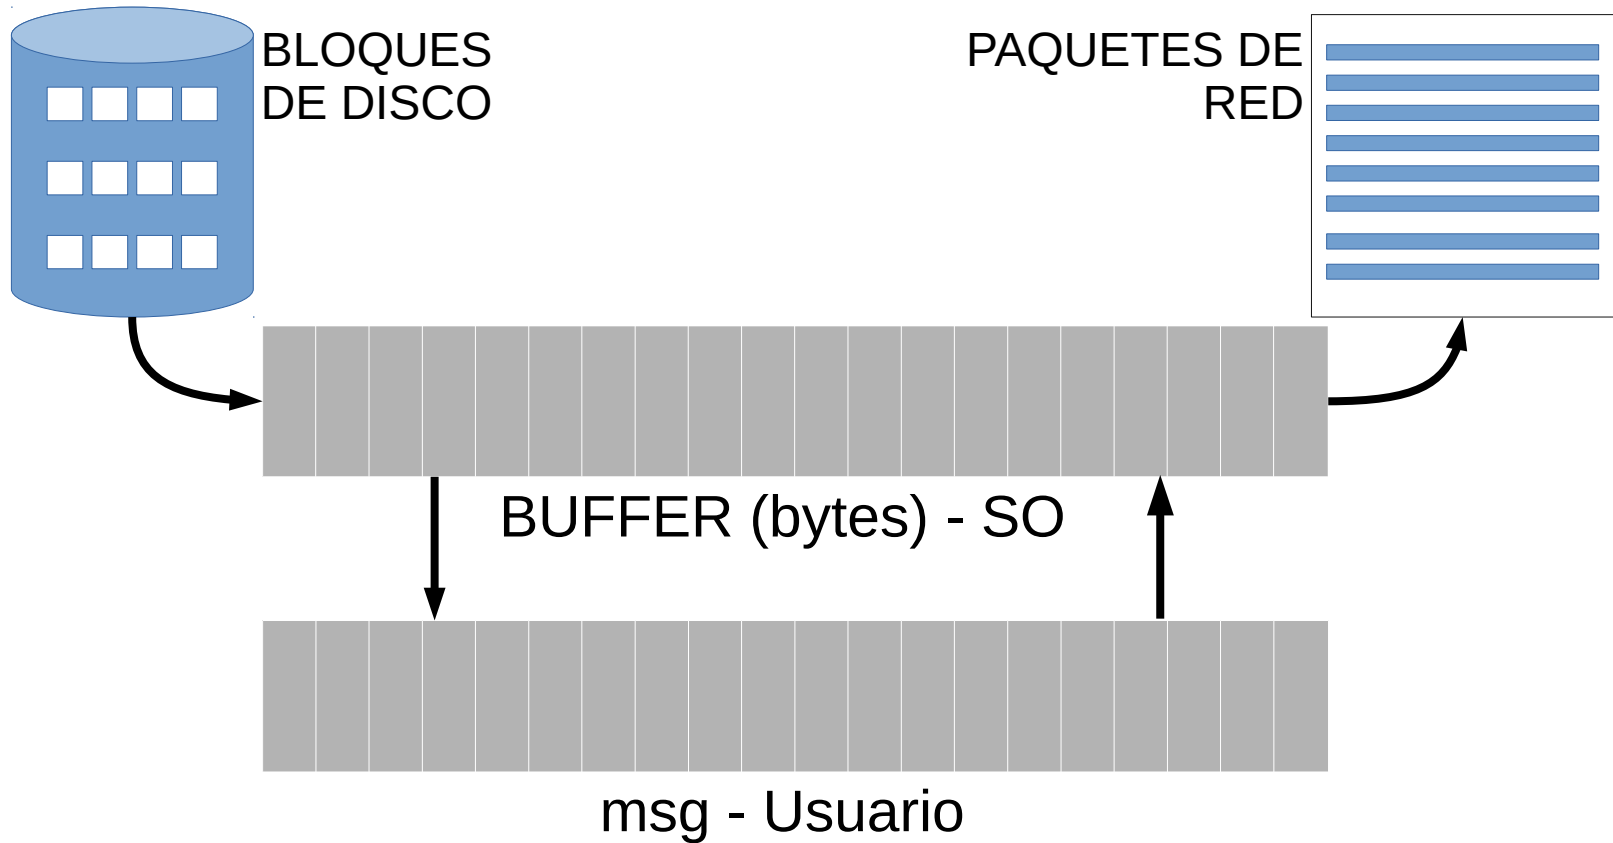 BLOQUES
DE DISCO
PAQUETES DE
RED
BUFFER (bytes) - SO
msg - Usuario